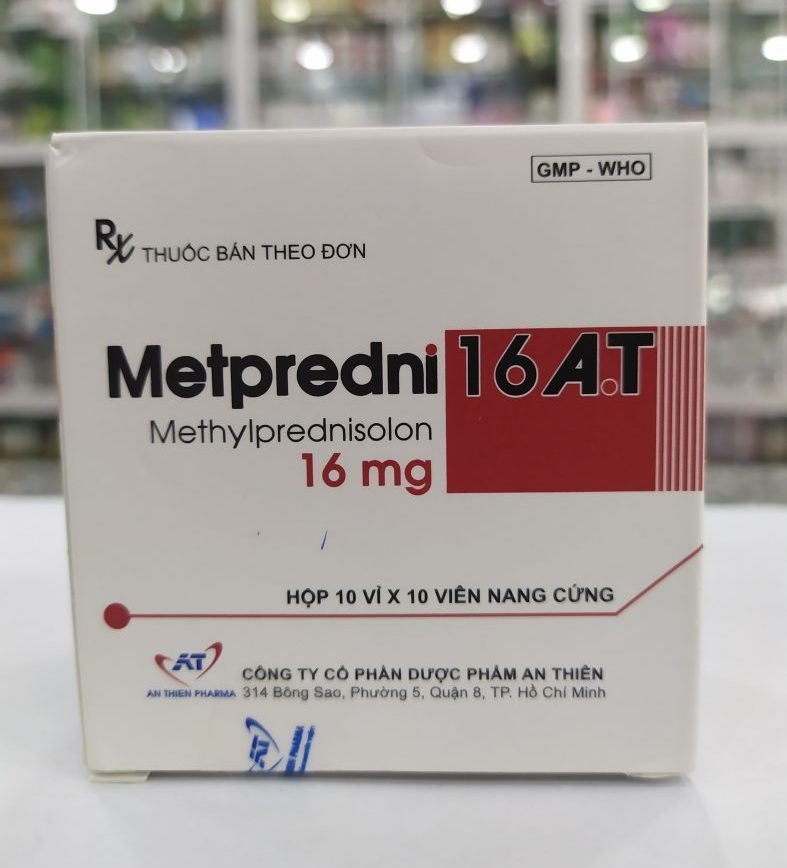 GMP - WHO
Rx THUỐC BÁN THEO ĐƠN
Metpredni 16 A.T
Methylprednisolon
16 mg
HỘP 10 VỈ X 10 VIÊN NANG CỨNG
AT
AN THIEN PHARMA
CÔNG TY CỔ PHẦN DƯỢC PHẨM AN THIÊN
314 Bông Sao, Phường 5, Quận 8, TP. Hồ Chí Minh